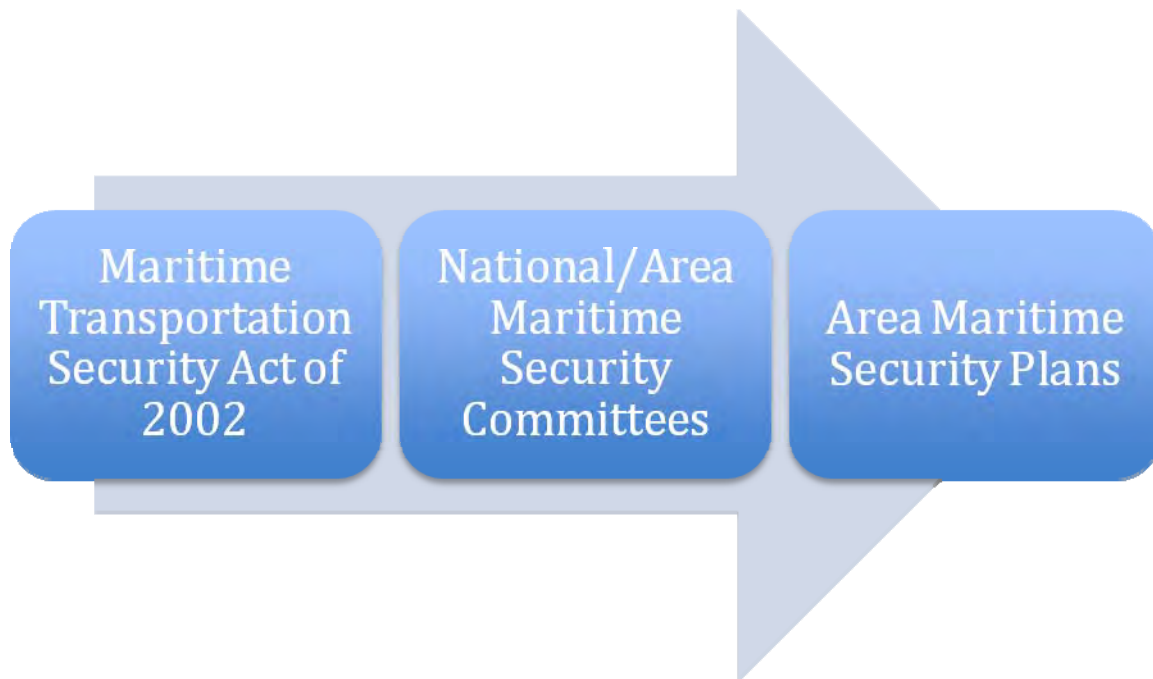 Maritime
Transportation
Security Act of
2002
National/Area
Maritime
Security
Committees
Area Maritime
Security Plans